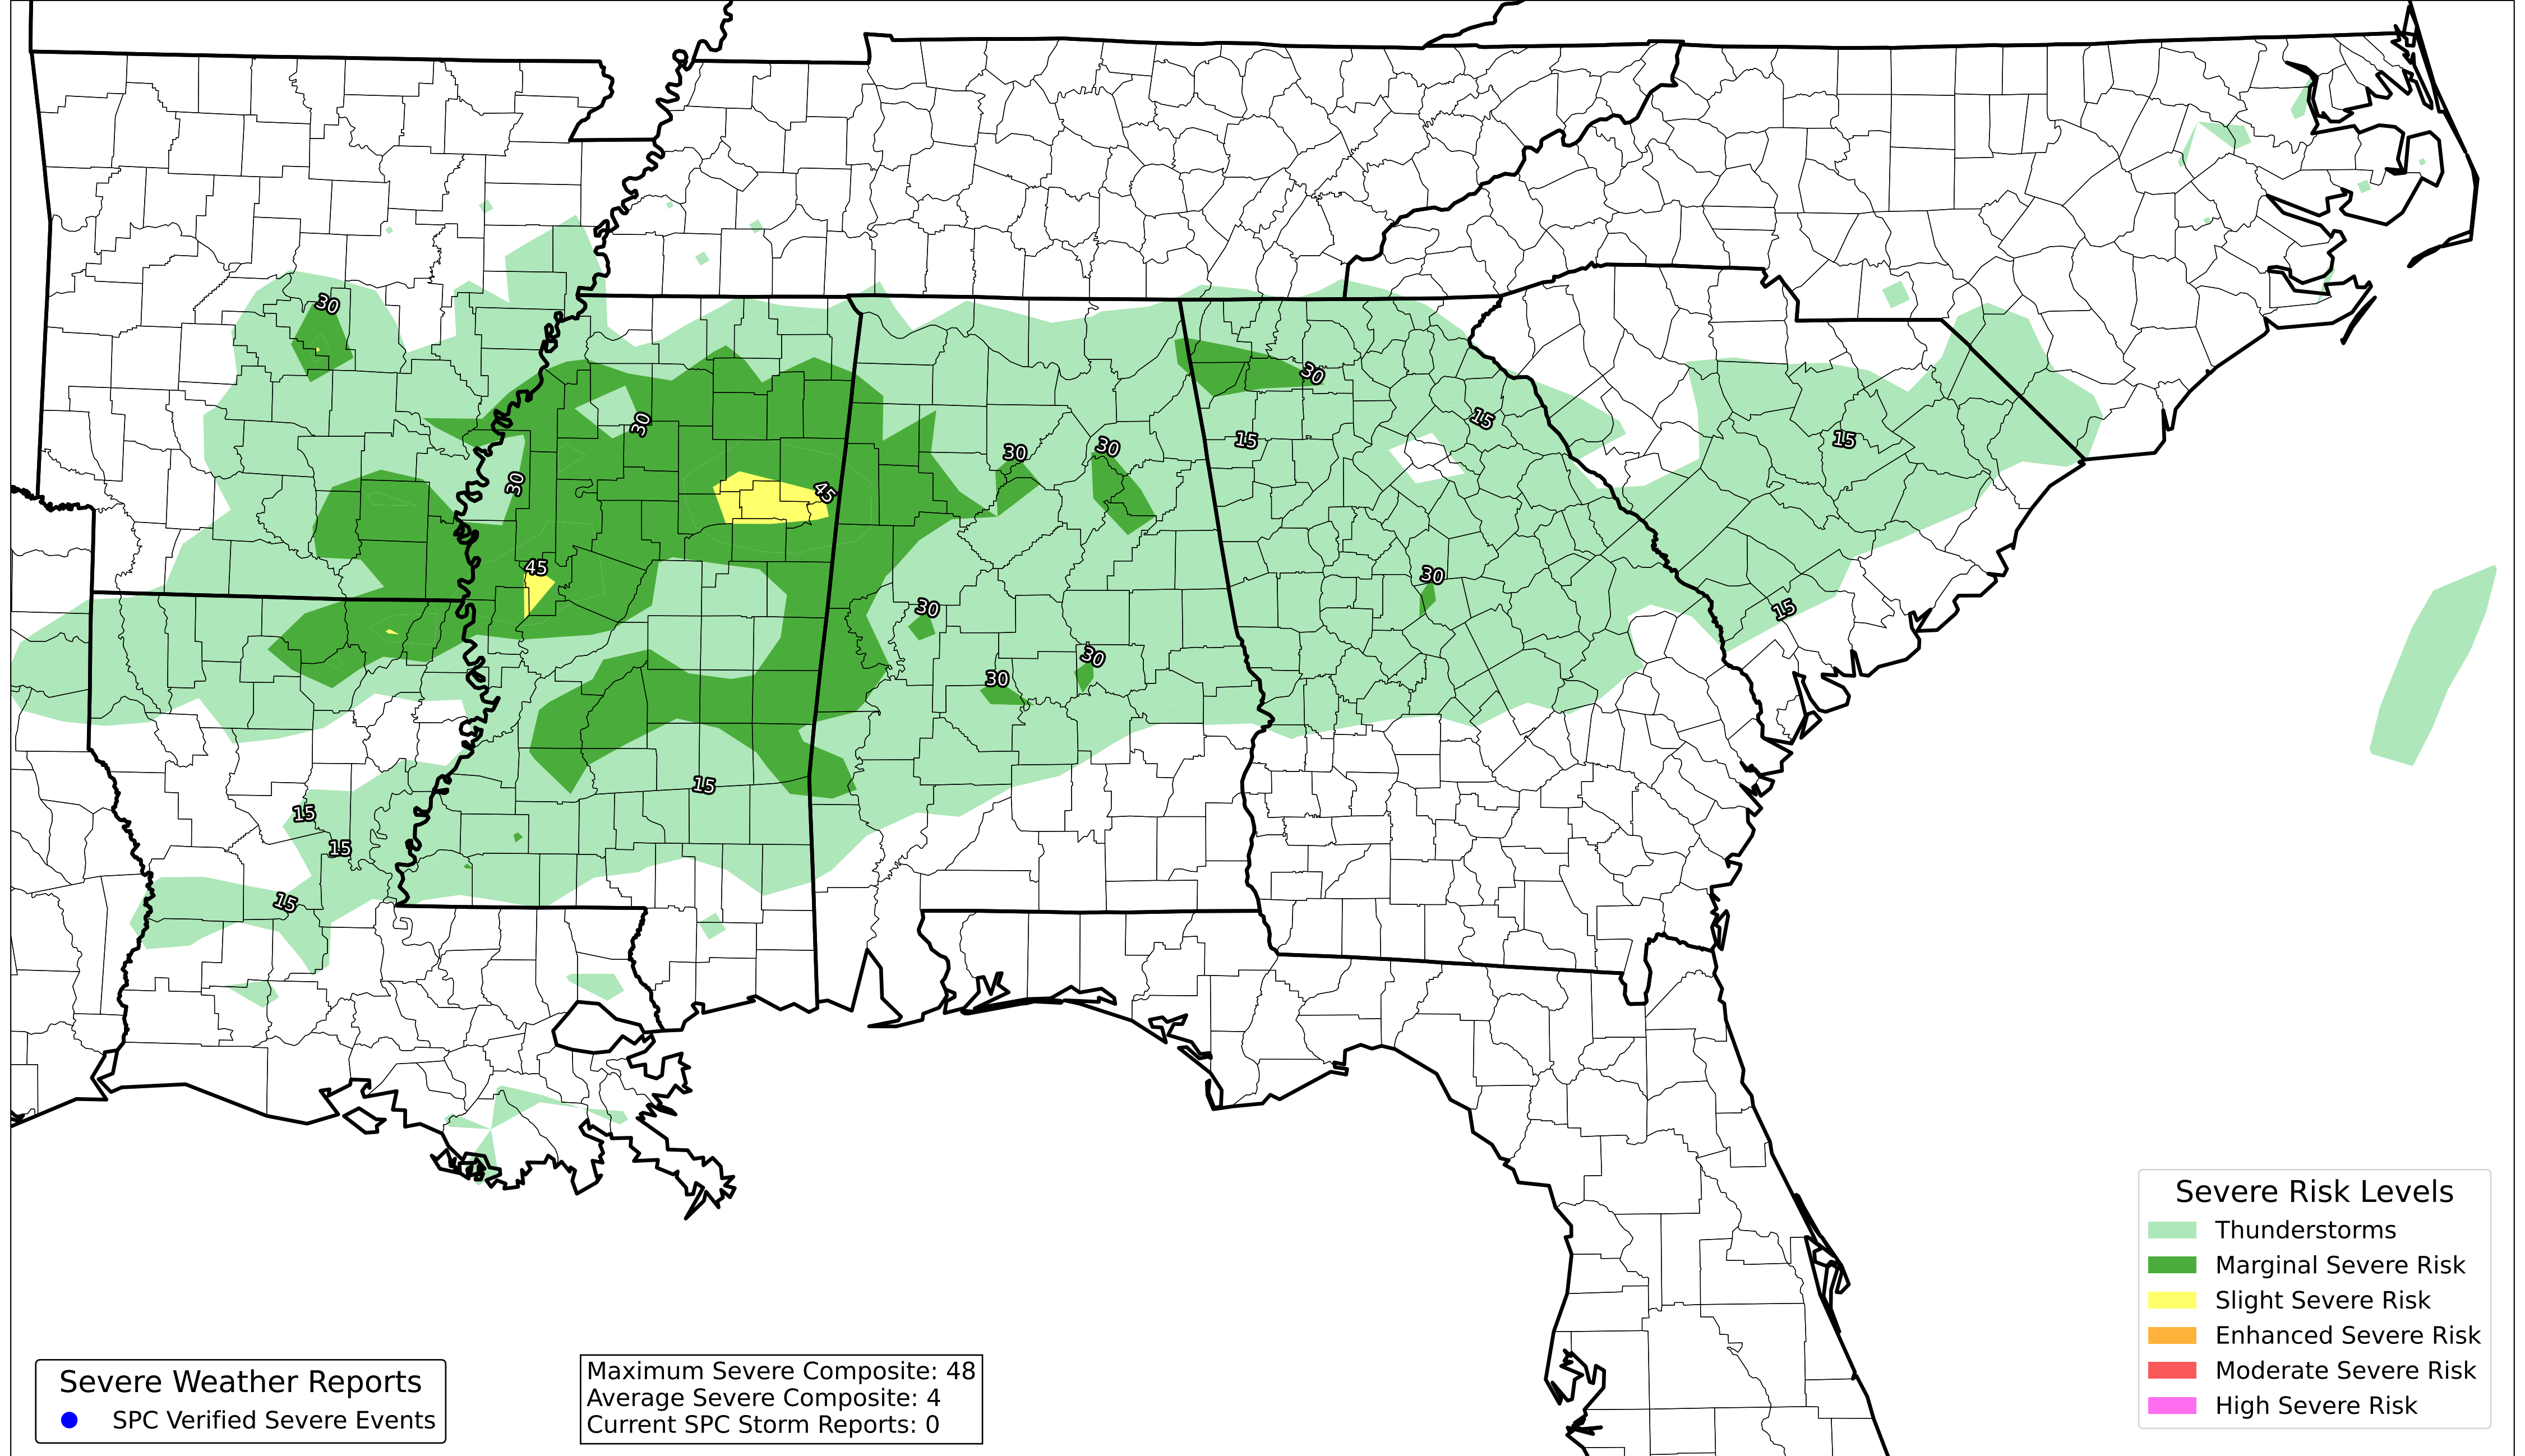 30
30
30
30
30
15
15
15
30
45
30
45
30
30
15
30
30
15
15
15
15
Severe Risk Levels
Thunderstorms
Marginal Severe Risk
Slight Severe Risk
Enhanced Severe Risk
Moderate Severe Risk
High Severe Risk
Severe Weather Reports
SPC Verified Severe Events
Maximum Severe Composite: 48
Average Severe Composite: 4
Current SPC Storm Reports: 0